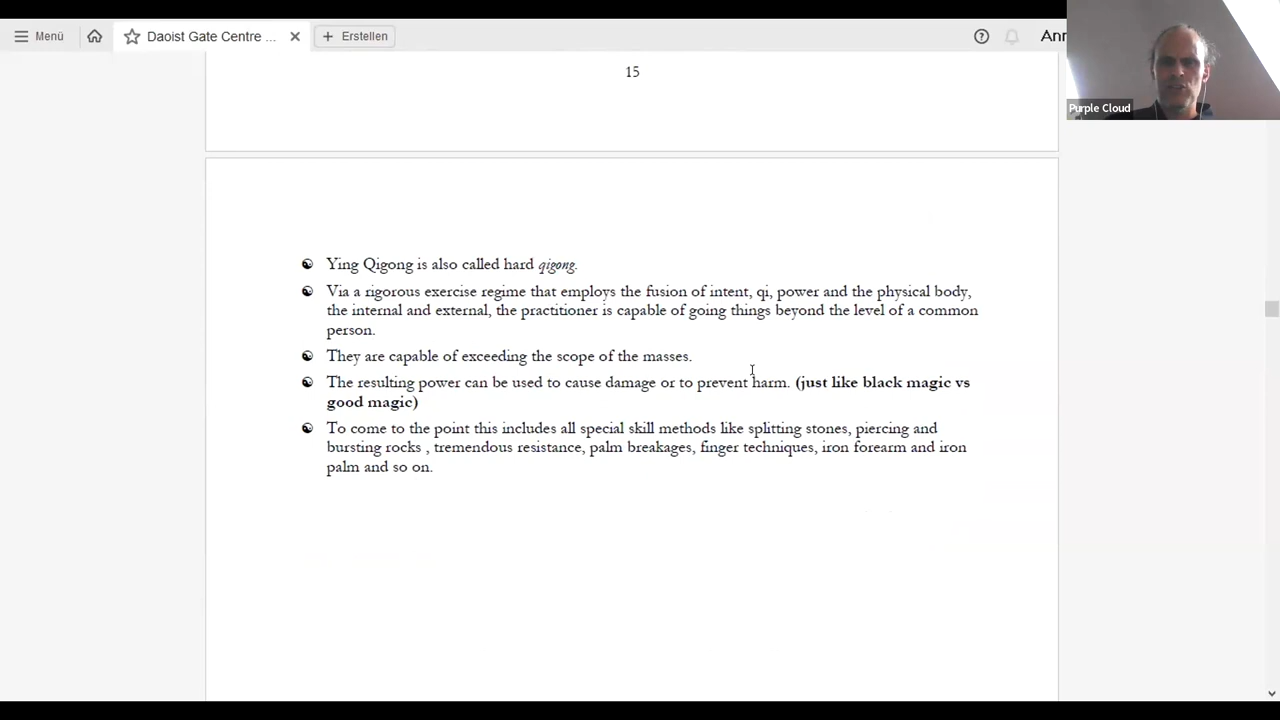 Menü
Daoist Gate Centre ...
Erstellen
Ann
Purple Cloud
15
Ying Qigong is also called hard qigong.
Via a rigorous exercise regime that employs the fusion of intent, qi, power and the physical body,
the internal and external, the practitioner is capable of going things beyond the level of a common
person.
They are capable of exceeding the scope of the masses.
The resulting power can be used to cause damage or to prevent harm. (just like black magic vs
good magic)
To come to the point this includes all special skill methods like splitting stones, piercing and
bursting rocks , tremendous resistance, palm breakages, finger techniques, iron forearm and iron
palm and so on.